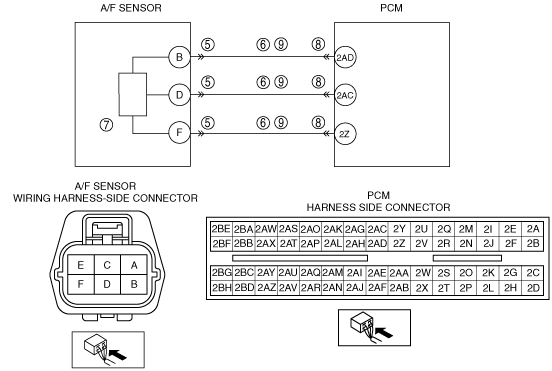 A/F SENSOR
PCM
B ⑤ ⑥ ⑨ ⑧ 2AD
D ⑤ ⑥ ⑨ ⑧ 2AC
⑦
F ⑤ ⑥ ⑨ ⑧ 2Z
A/F SENSOR
WIRING HARNESS-SIDE CONNECTOR
E C A
F D B
PCM
HARNESS SIDE CONNECTOR
2BE 2BA 2AW 2AS 2AO 2AK 2AG 2AC 2Y 2U 2Q 2M 2I 2E 2A
2BF 2BB 2AX 2AT 2AP 2AL 2AH 2AD 2Z 2V 2R 2N 2J 2F 2B
2BG 2BC 2AY 2AU 2AQ 2AM 2AI 2AE 2AA 2W 2S 2O 2K 2G 2C
2BH 2BD 2AZ 2AV 2AR 2AN 2AJ 2AF 2AB 2X 2T 2P 2L 2H 2D